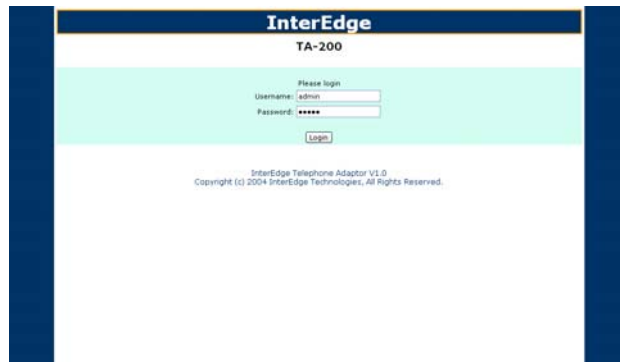 InterEdge
TA-200
Please login
Username: admin
Password: •••••
Login
InterEdge Telephone Adaptor V1.0
Copyright (c) 2004 InterEdge Technologies, All Rights Reserved.